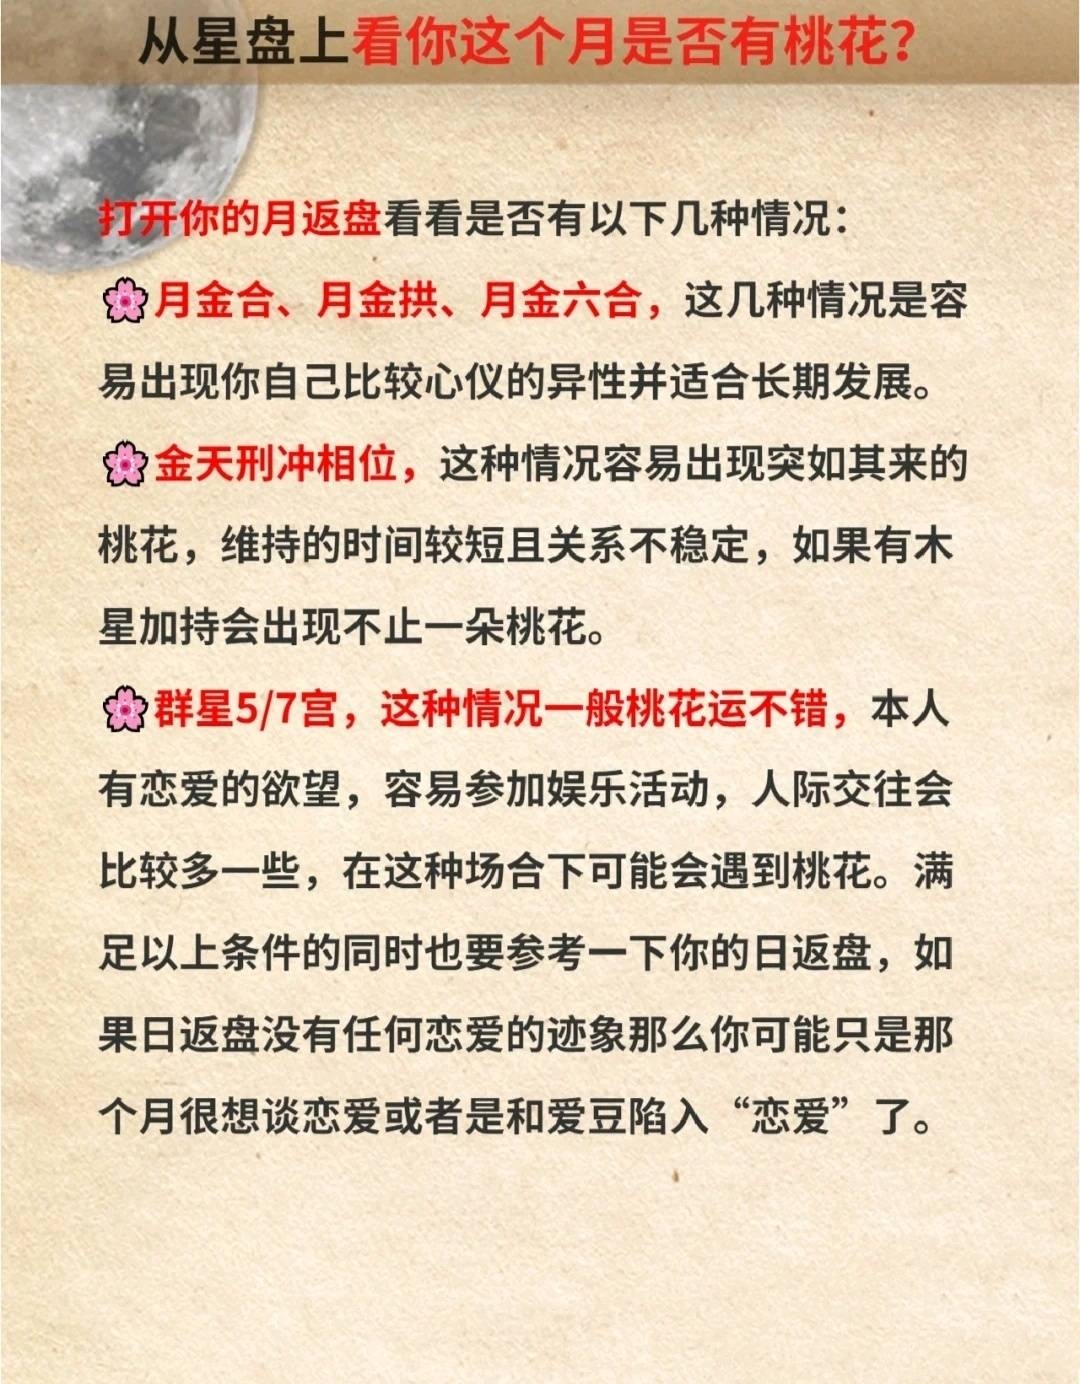 从星盘上看你这个月是否有桃花？
打开你的月返盘看看是否有以下几种情况：
🌸月金合、月金拱、月金六合，这几种情况是容
易出现你自己比较心仪的异性并适合长期发展。
🌸金天刑冲相位，这种情况容易出现突如其来的
桃花，维持的时间较短且关系不稳定，如果有木
星加持会出现不止一朵桃花。
🌸群星5/7宫，这种情况一般桃花运不错，本人
有恋爱的欲望，容易参加娱乐活动，人际交往会
比较多一些，在这种场合下可能会遇到桃花。满
足以上条件的同时也要参考一下你的日返盘，如
果日返盘没有任何恋爱的迹象那么你可能只是那
个月很想谈恋爱或者是和爱豆陷入“恋爱”了。